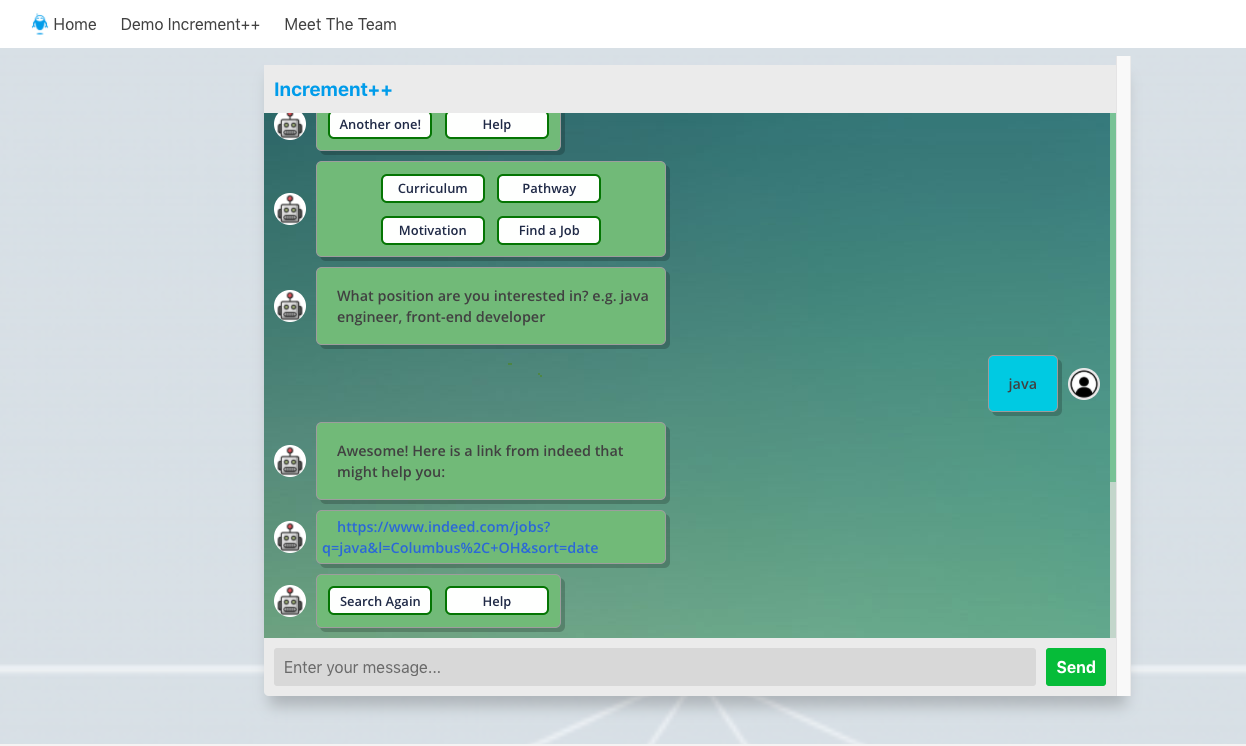 Home Demo Increment++ Meet The Team
Increment++
Another one! Help
Curriculum Pathway
Motivation Find a Job
What position are you interested in? e.g. java
engineer, front-end developer
java
Awesome! Here is a link from indeed that
might help you:
https://www.indeed.com/jobs?
q=java&l=Columbus%2C+OH&sort=date
Search Again Help
Enter your message...
Send